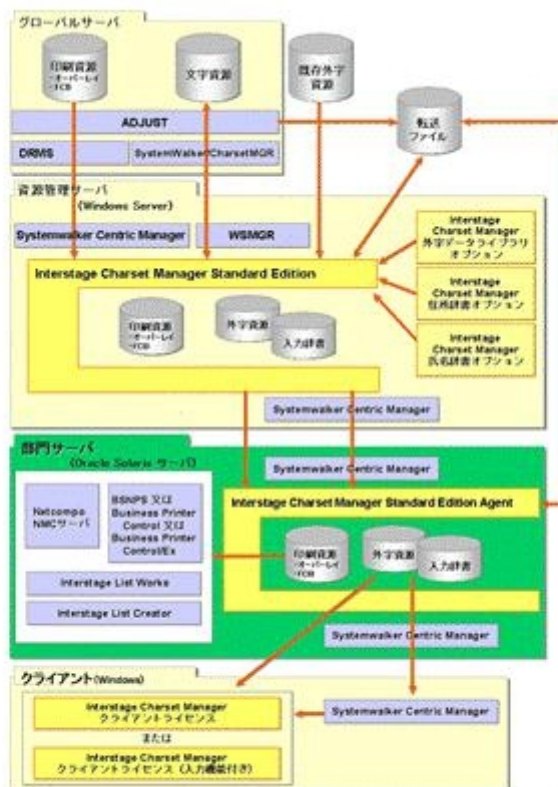 グローバルサーバ
印刷資源
・オーバーレイ
・FCB
文字資源
既存外字
資源
ADJUST
転送
ファイル
DRMS
SystemWalker/CharsetMGR
資源管理サーバ
(Windows Server)
Systemwalker Centric Manager
WSMGR
Interstage
Charset Manager
外字データライブラリ
オプション
Interstage Charset Manager Standard Edition
Interstage
Charset Manager
住所辞書オプション
印刷資源
・オーバーレイ
・FCB
外字資源
入力辞書
Interstage
Charset Manager
氏名辞書オプション
Systemwalker Centric Manager
部門サーバ
(Oracle Solaris サーバ)
Systemwalker Centric Manager
Netcompo
NMCサーバ
BSNPS 又は
Business Printer
Control 又は
Business Printer
Control/Ex
Interstage Charset Manager Standard Edition Agent
印刷資源
・オーバーレイ
・FCB
外字資源
入力辞書
Interstage List Works
Interstage List Creator
Systemwalker Centric Manager
クライアント(Windows)
Interstage Charset Manager
クライアントライセンス
または
Interstage Charset Manager
クライアントライセンス(入力機能付き)
Systemwalker Centric Manager